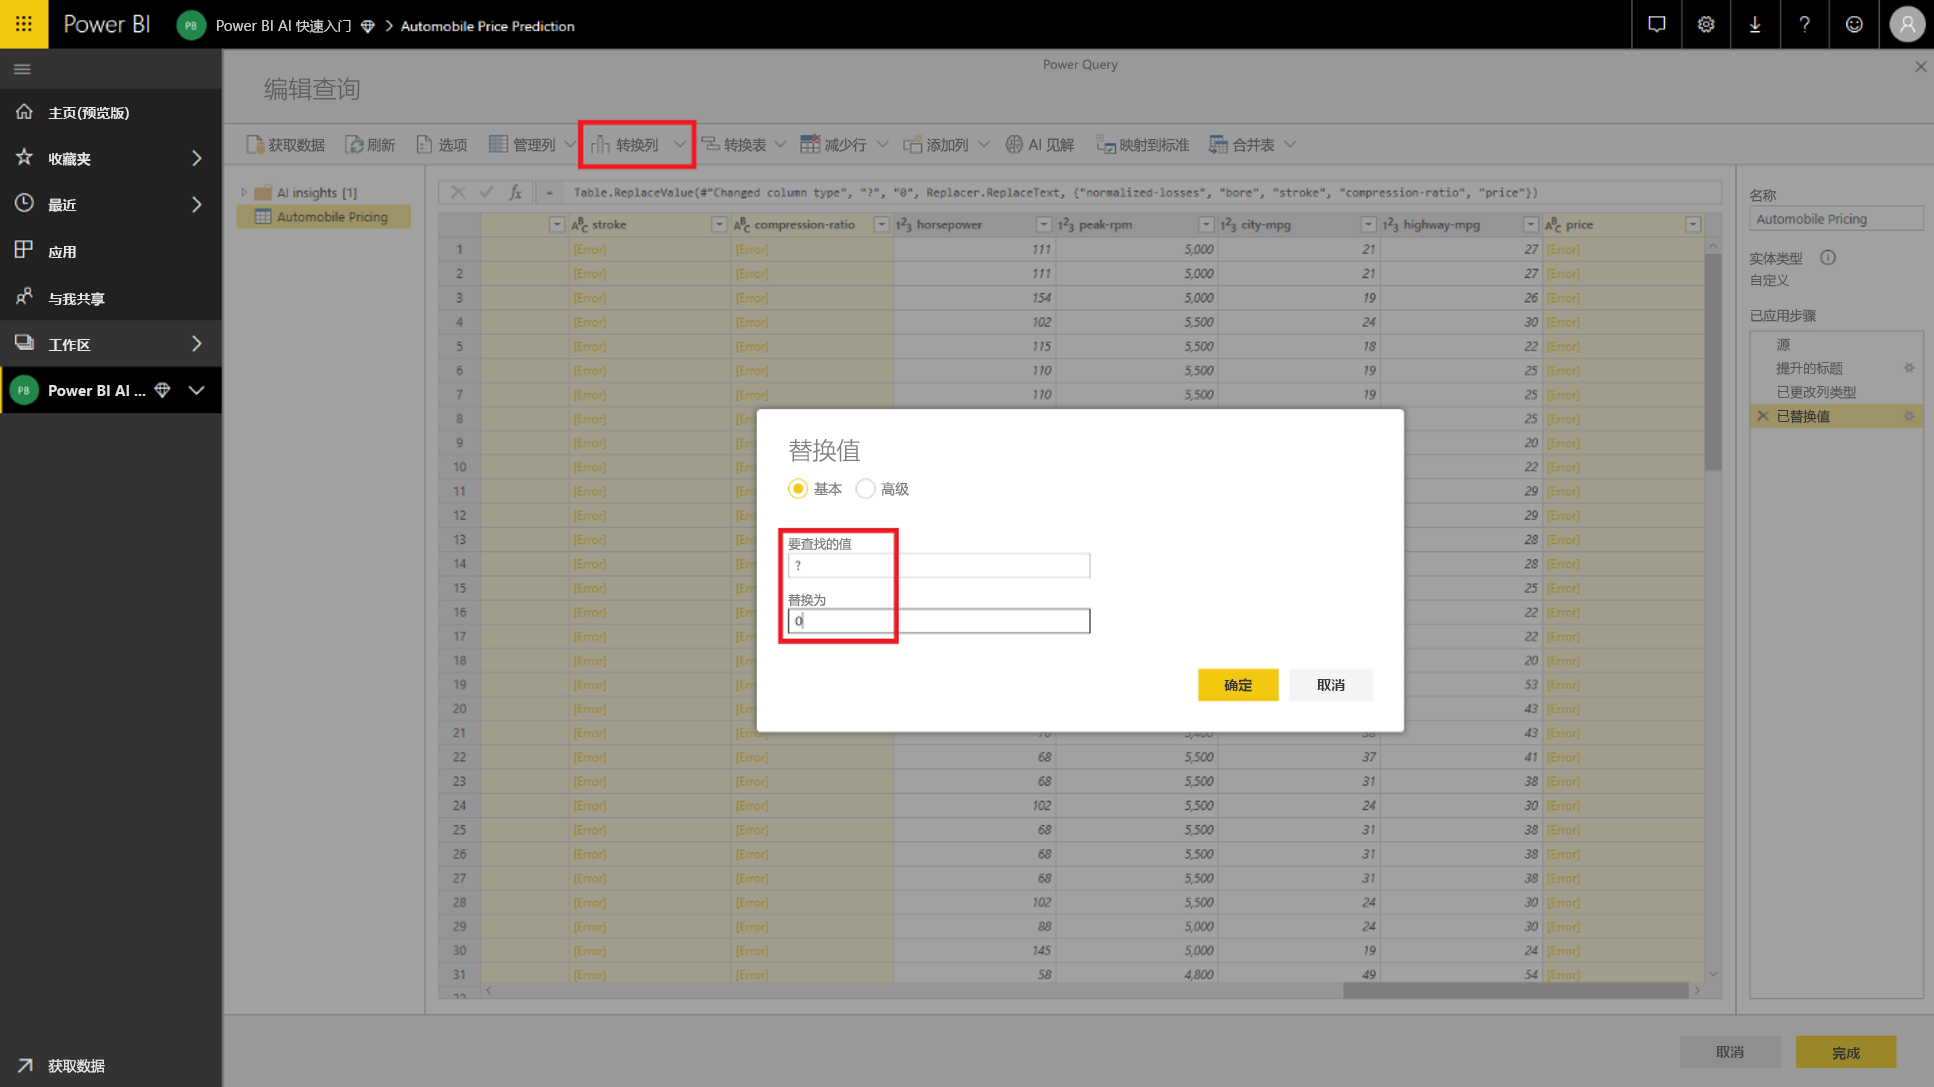 Power BI PB Power BI AI 快速入门 > Automobile Price Prediction
Power Query
编辑查询
主页(预览版)
收藏夹
最近
应用
与我共享
工作区
PB Power BI AI ...
获取数据
获取数据 刷新 选项 管理列 转换列 转换表 减少行 添加列 AI 见解 映射到标准 合并表
AI insights [1]
Automobile Pricing
fx = Table.ReplaceValue(#"Changed column type", "?", "0", Replacer.ReplaceText, {"normalized-losses", "bore", "stroke", "compression-ratio", "price"})
stroke compression-ratio horsepower peak-rpm city-mpg highway-mpg price
1 [Error] [Error] 111 5,000 21 27 [Error]
2 [Error] [Error] 111 5,000 21 27 [Error]
3 [Error] [Error] 154 5,000 19 26 [Error]
4 [Error] [Error] 102 5,500 24 30 [Error]
5 [Error] [Error] 115 5,500 18 22 [Error]
6 [Error] [Error] 110 5,500 19 25 [Error]
7 [Error] [Error] 110 5,500 19 25 [Error]
8 [Error] 25 [Error]
9 [Error] 20 [Error]
10 [Error] 22 [Error]
11 [Error] 29 [Error]
12 [Error] 29 [Error]
13 [Error] 28 [Error]
14 [Error] 28 [Error]
15 [Error] 25 [Error]
16 [Error] 22 [Error]
17 [Error] 22 [Error]
18 [Error] 20 [Error]
19 [Error] 53 [Error]
20 [Error] 43 [Error]
21 [Error] [Error] 70 5,400 38 43 [Error]
22 [Error] [Error] 68 5,500 37 41 [Error]
23 [Error] [Error] 68 5,500 31 38 [Error]
24 [Error] [Error] 102 5,500 24 30 [Error]
25 [Error] [Error] 68 5,500 31 38 [Error]
26 [Error] [Error] 68 5,500 31 38 [Error]
27 [Error] [Error] 68 5,500 31 38 [Error]
28 [Error] [Error] 102 5,500 24 30 [Error]
29 [Error] [Error] 88 5,000 24 30 [Error]
30 [Error] [Error] 145 5,000 19 24 [Error]
31 [Error] [Error] 58 4,800 49 54 [Error]
替换值
基本 高级
要查找的值
?
替换为
0
确定 取消
名称
Automobile Pricing
实体类型
自定义
已应用步骤
源
提升的标题
已更改列类型
已替换值
取消 完成